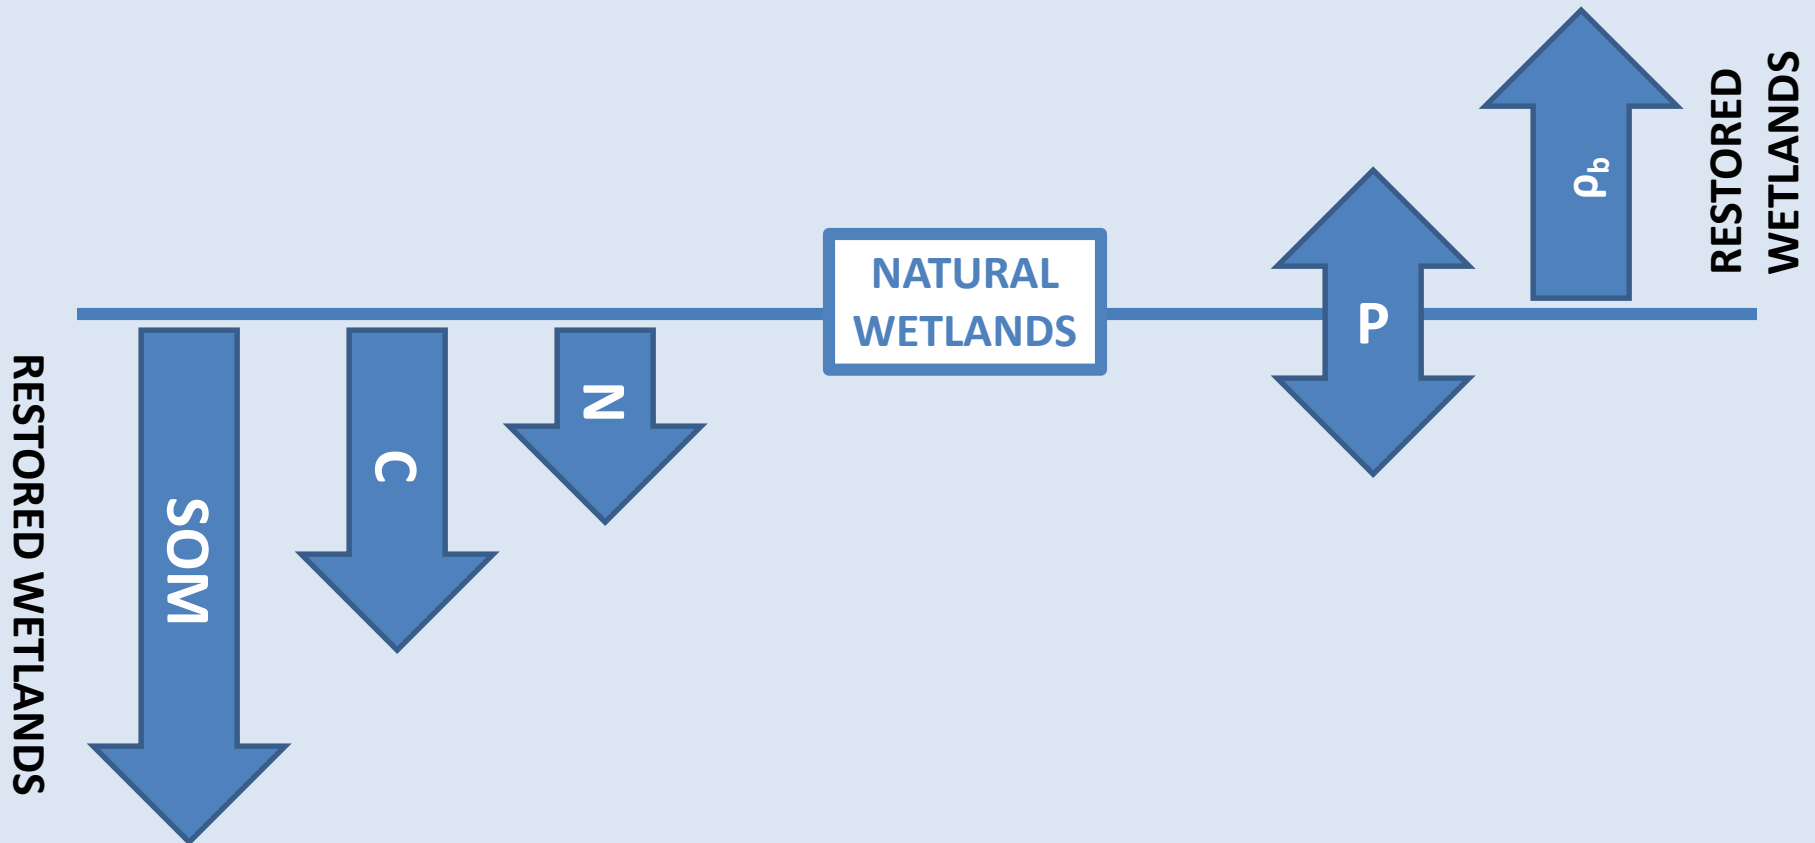 RESTORED WETLANDS
SOM
C
N
NATURAL
WETLANDS
P
ρb
RESTORED
WETLANDS